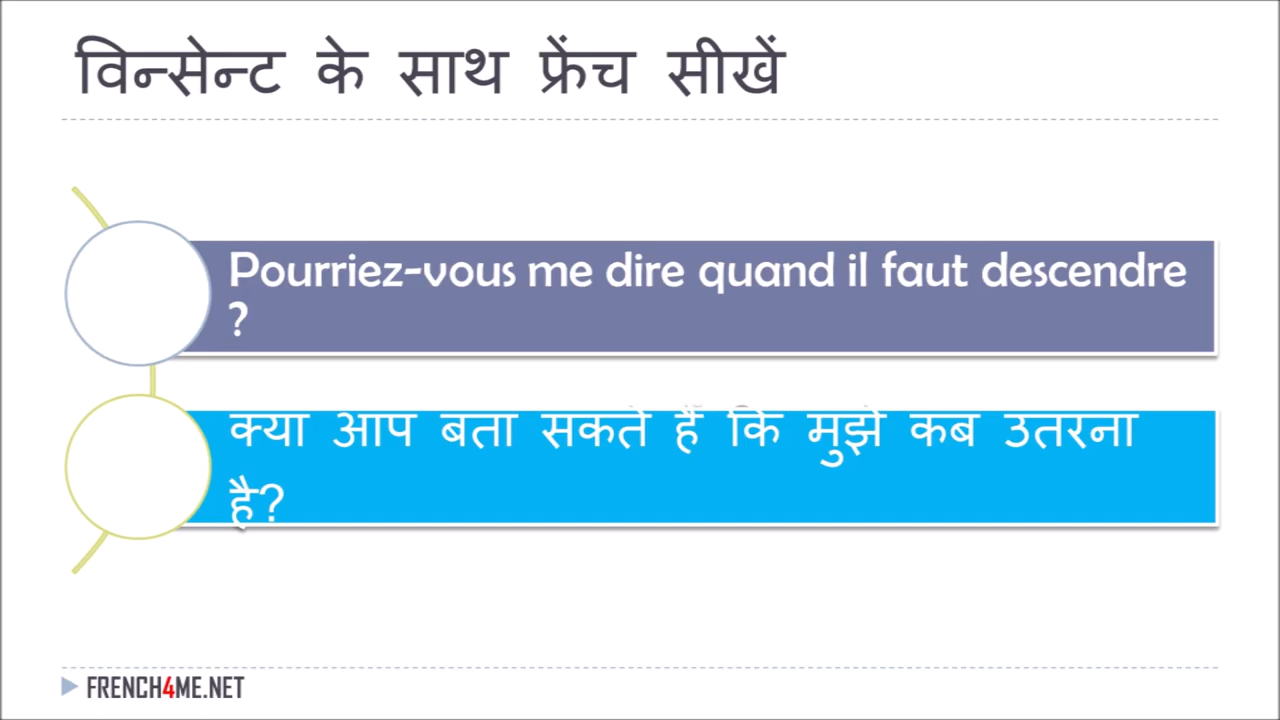 विन्सेन्ट के साथ फ्रेंच सीखें
Pourriez-vous me dire quand il faut descendre
?
क्या आप बता सकते हैं कि मुझे कब उतरना
है?
FRENCH4ME.NET